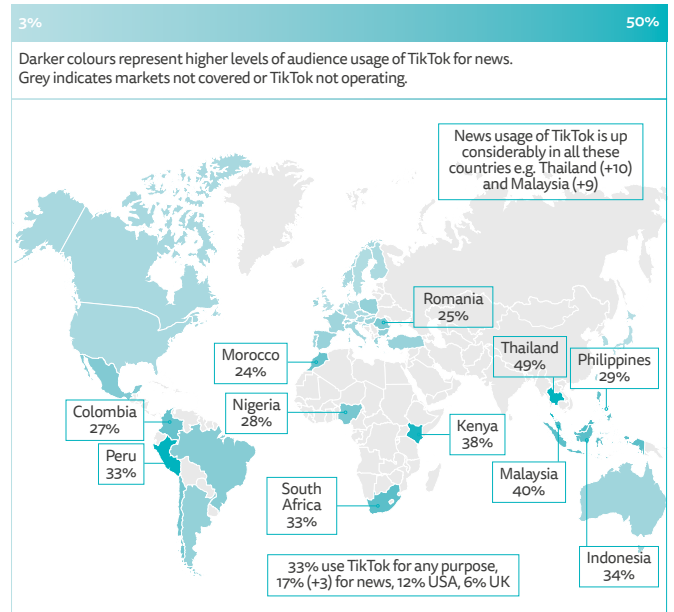 3%
50%
Darker colours represent higher levels of audience usage of TikTok for news.
Grey indicates markets not covered or TikTok not operating.
News usage of TikTok is up
considerably in all these
countries e.g. Thailand (+10)
and Malaysia (+9)
Romania
25%
Morocco
24%
Thailand
49%
Philippines
29%
Colombia
27%
Nigeria
28%
Kenya
38%
Peru
33%
Malaysia
40%
South
Africa
33%
Indonesia
34%
33% use TikTok for any purpose,
17% (+3) for news, 12% USA, 6% UK